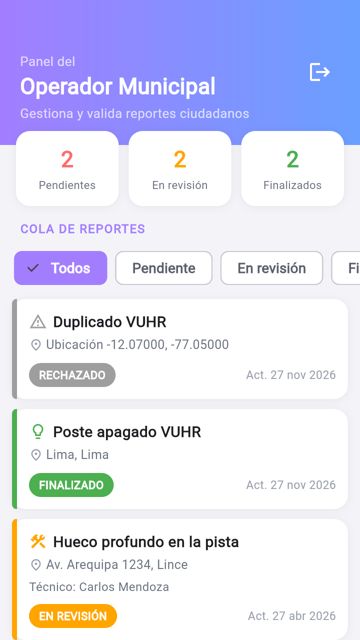 Panel del
Operador Municipal
Gestiona y valida reportes ciudadanos
2 2 2
Pendientes En revisión Finalizados
COLA DE REPORTES
Todos Pendiente En revisión Fi
Duplicado VUHR
Ubicación -12.07000, -77.05000
RECHAZADO Act. 27 nov 2026
Poste apagado VUHR
Lima, Lima
FINALIZADO Act. 27 nov 2026
Hueco profundo en la pista
Av. Arequipa 1234, Lince
Técnico: Carlos Mendoza
EN REVISIÓN Act. 27 abr 2026